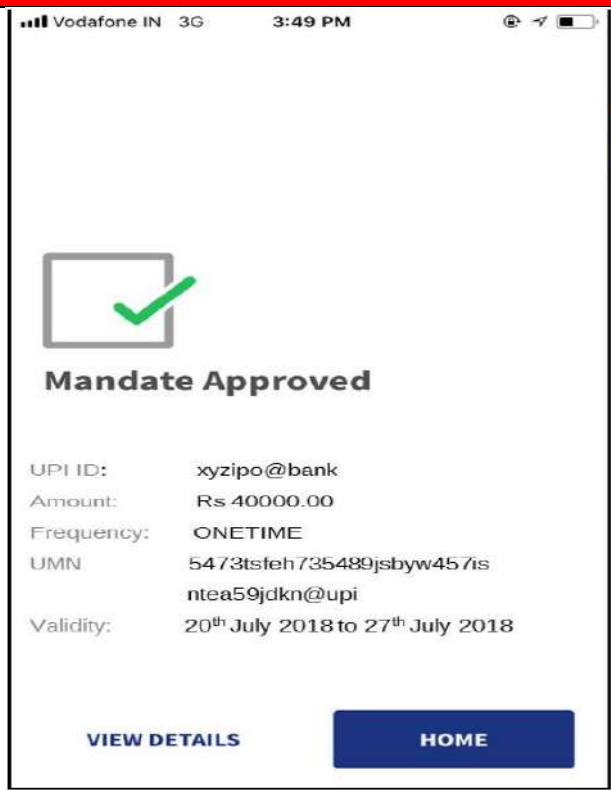 Vodafone IN 3G 3:49 PM
Mandate Approved
UPI ID: xyzipo@bank
Amount: Rs 40000.00
Frequency: ONETIME
UMN 5473tsfeh735489jsbyw457is
ntea59jdkn@upi
Validity: 20th July 2018 to 27th July 2018
VIEW DETAILS HOME